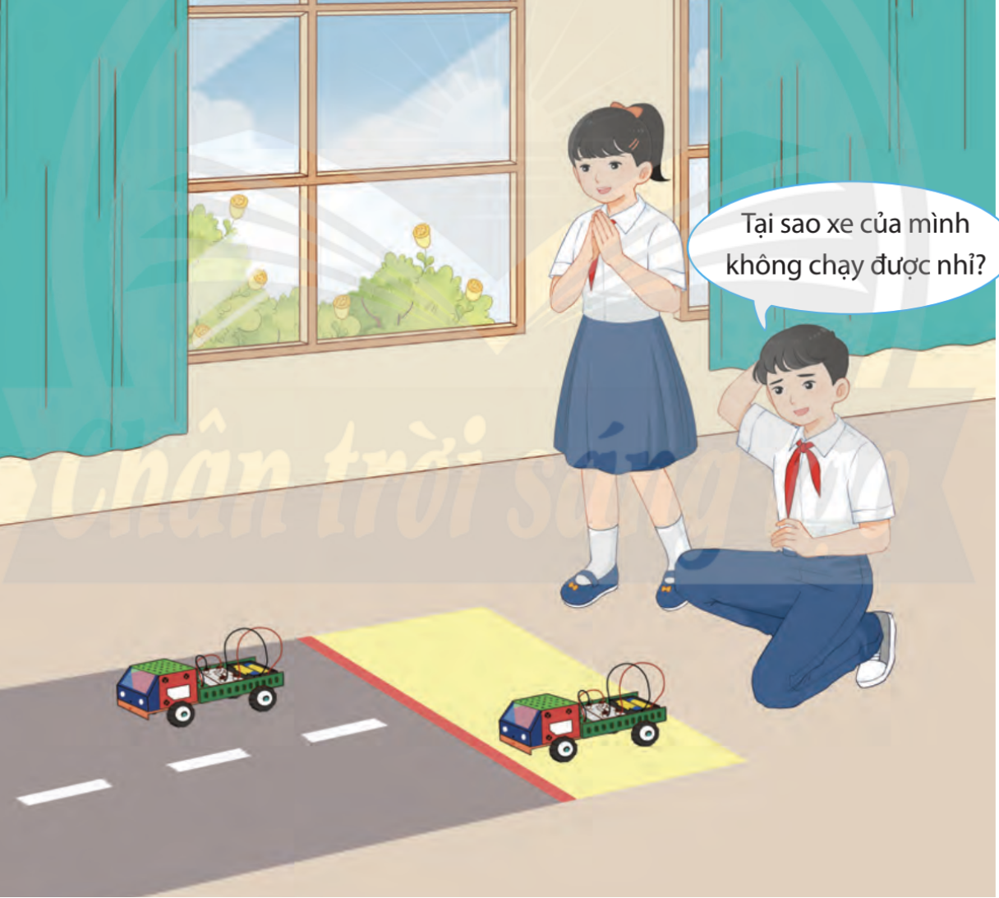 Tại sao xe của mình
không chạy được nhỉ?
Chân trời sáng tạo